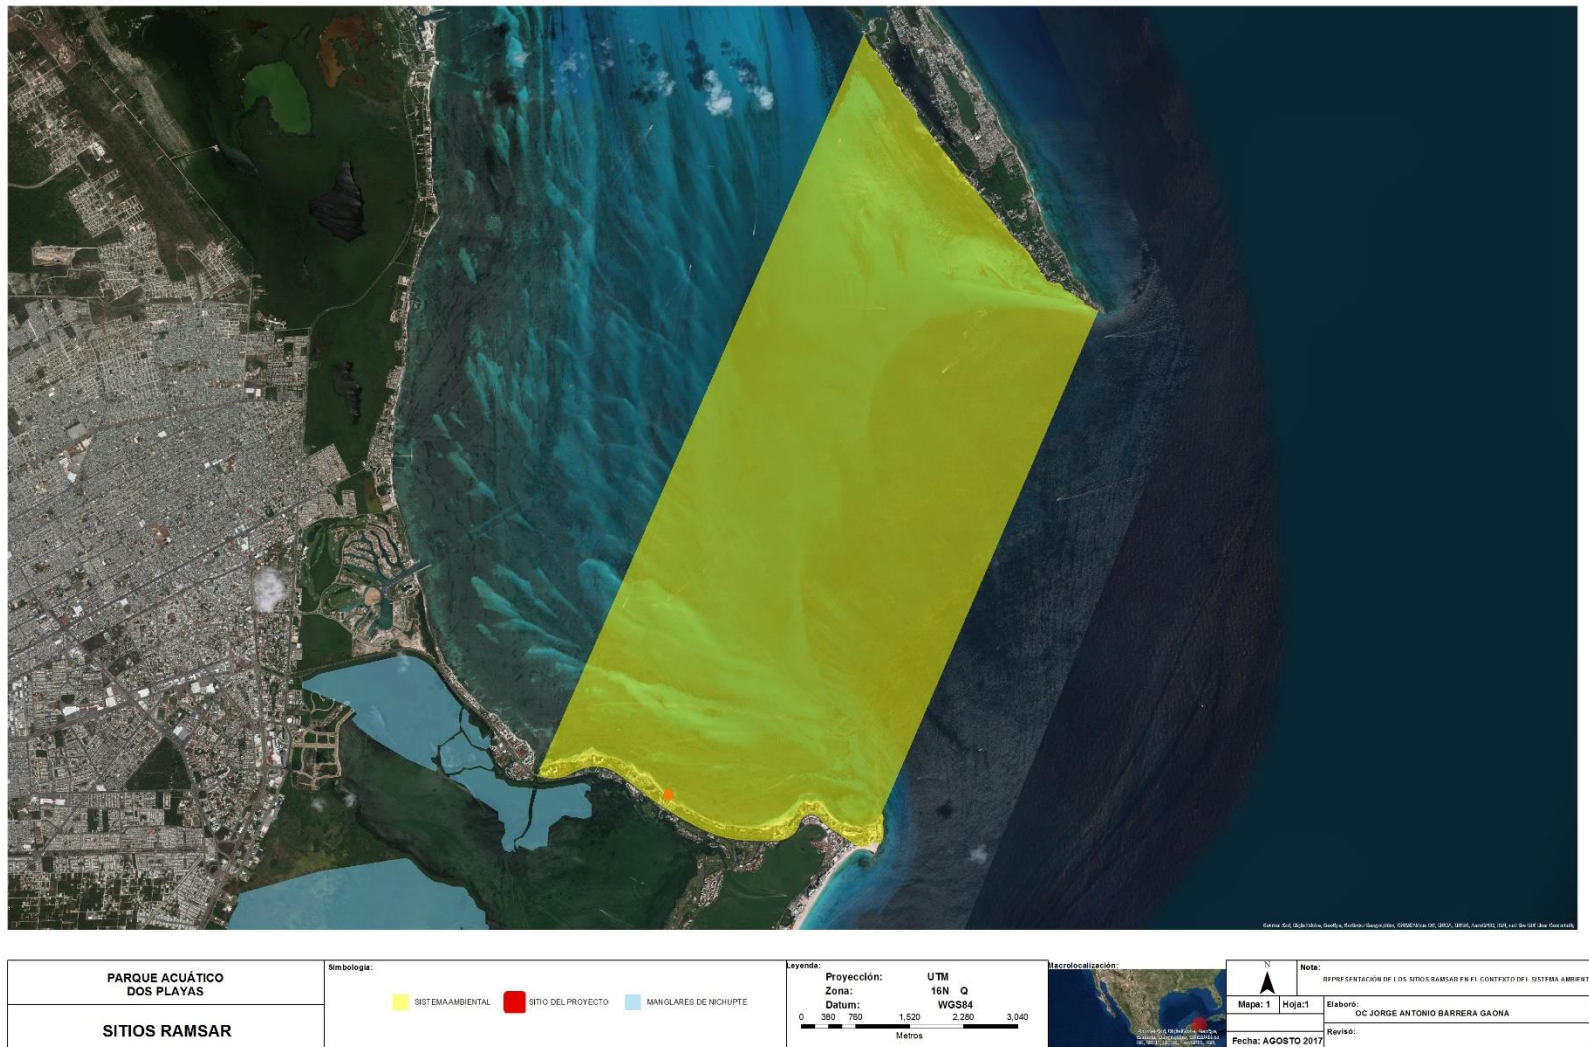 PARQUE ACUÁTICO
DOS PLAYAS
SITIOS RAMSAR
Simbología:
SISTEMA AMBIENTAL
SITIO DEL PROYECTO
MANGLARES DE NICHUPTE
Leyenda:
Proyección: UTM
Zona: 16N Q
Datum: WGS84
0 380 760 1,520 2,280 3,040
Metros
Macrolocalización:
N
Mapa: 1 Hoja:1
Fecha: AGOSTO 2017
Nota:
REPRESENTACIÓN DE LOS SITIOS RAMSAR EN EL CONTEXTO DEL SISTEMA AMBIENT
Elaboró:
OC JORGE ANTONIO BARRERA GAONA
Revisó: